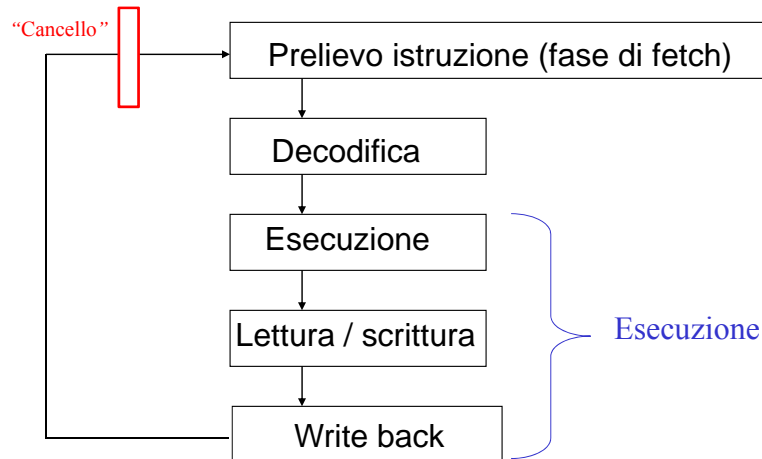 “Cancello”
Prelievo istruzione (fase di fetch)
Decodifica
Esecuzione
Lettura / scrittura
Esecuzione
Write back